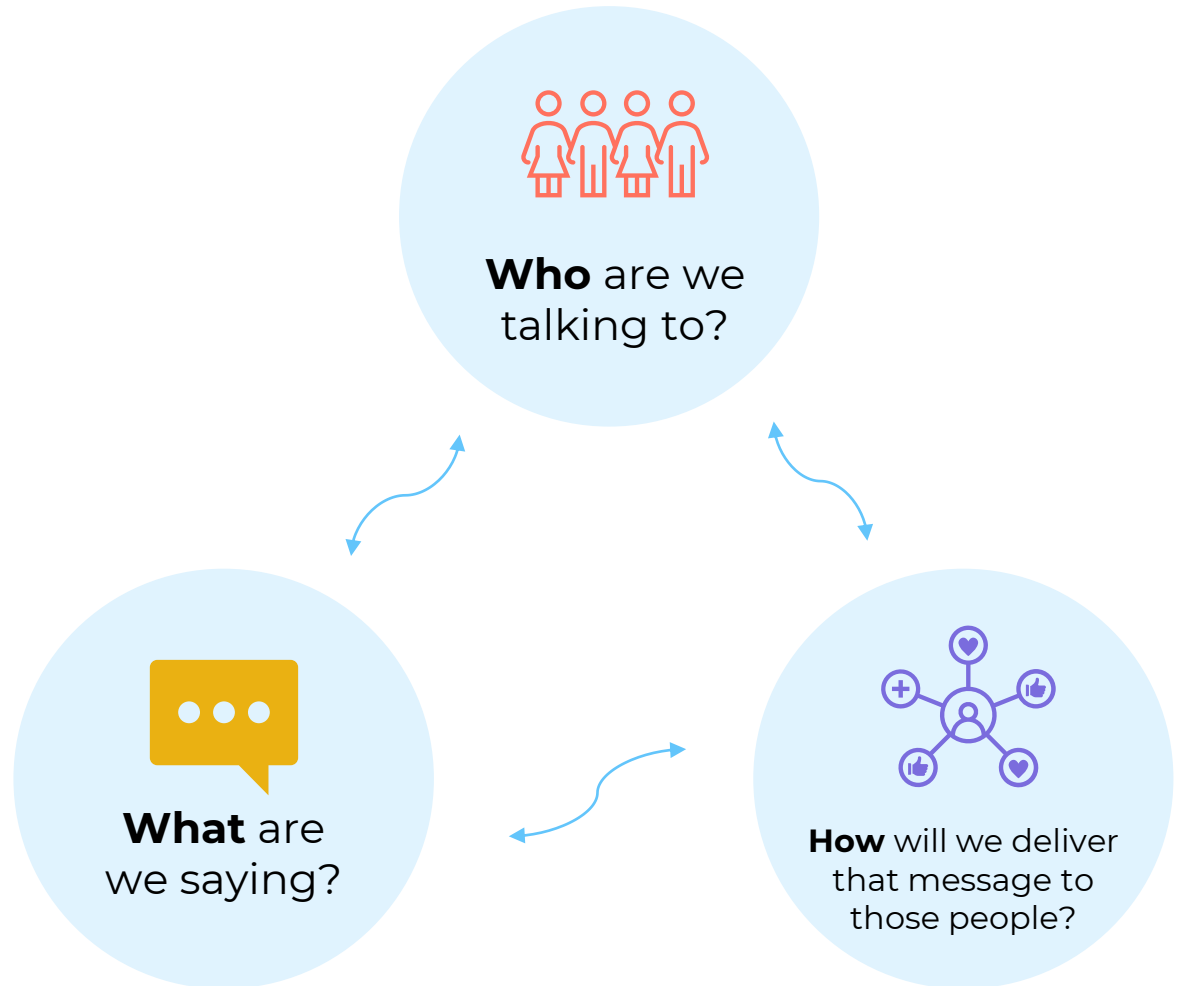 Who are we
talking to?
What are
we saying?
How will we deliver
that message to
those people?